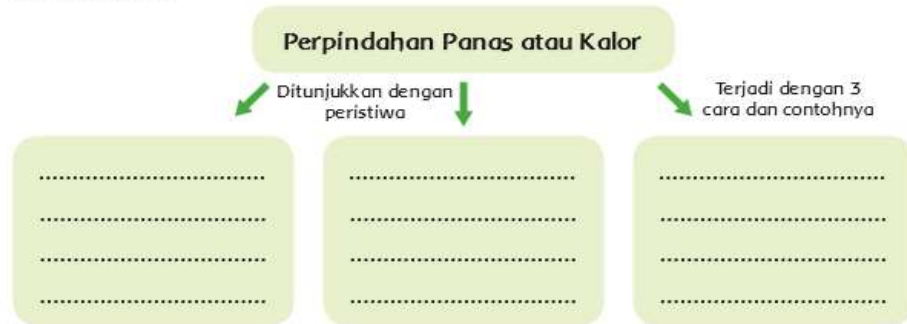 Perpindahan Panas atau Kalor
Ditunjukkan dengan
peristiwa
Terjadi dengan 3
cara dan contohnya